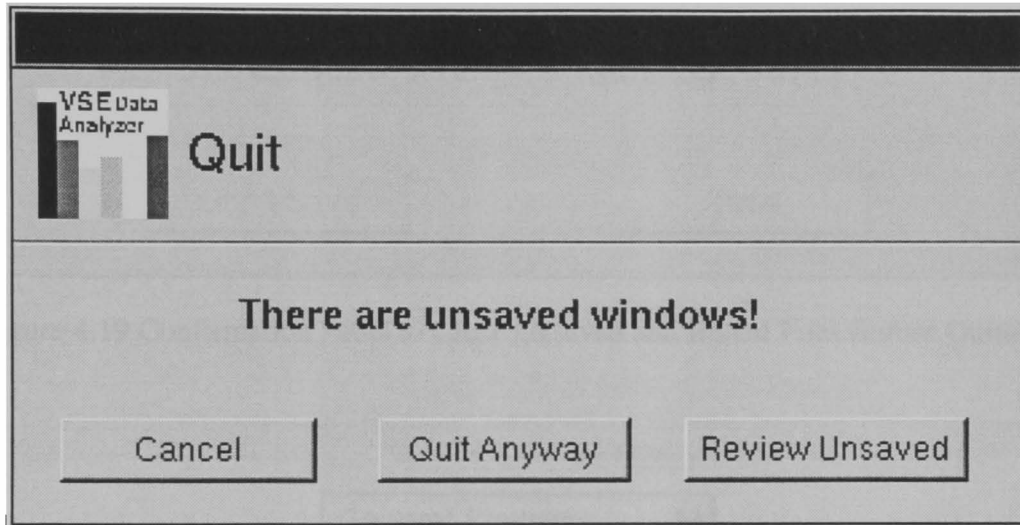 VSE Data
Analyzer
Quit
There are unsaved windows!
Cancel
Quit Anyway
Review Unsaved